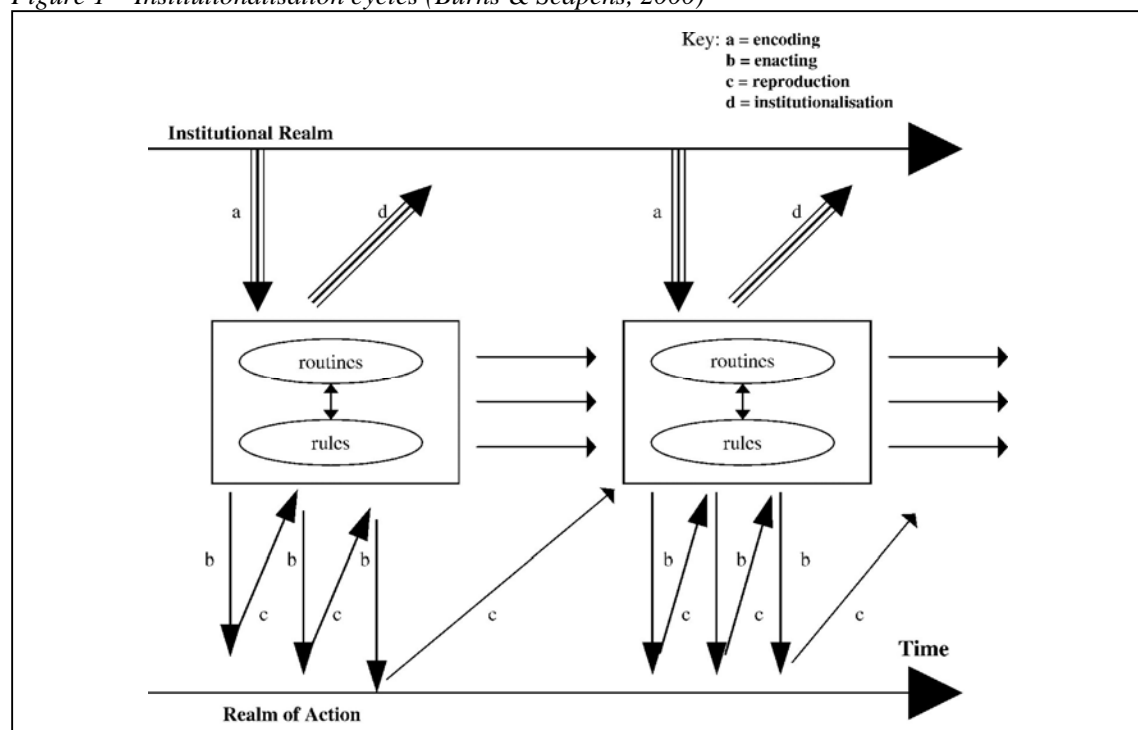 Figure 1 – Institutionalisation cycles (Burns & Scapens, 2000)
Key: a = encoding
b = enacting
c = reproduction
d = institutionalisation
Institutional Realm
a
d
a
d
routines
routines
rules
rules
b
b
b
b
b
b
c
c
c
c
c
c
Time
Realm of Action